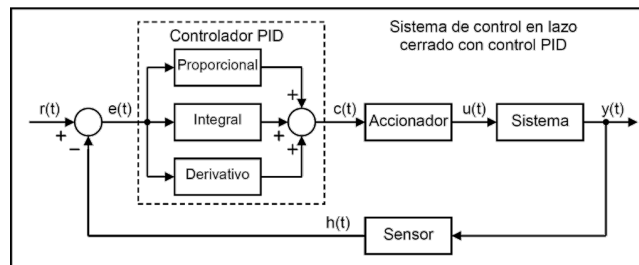 Sistema de control en lazo
cerrado con control PID
Controlador PID
Proporcional
r(t)
e(t)
Integral
c(t)
Accionador
u(t)
Sistema
y(t)
+
−
+
+
+
Derivativo
h(t)
Sensor